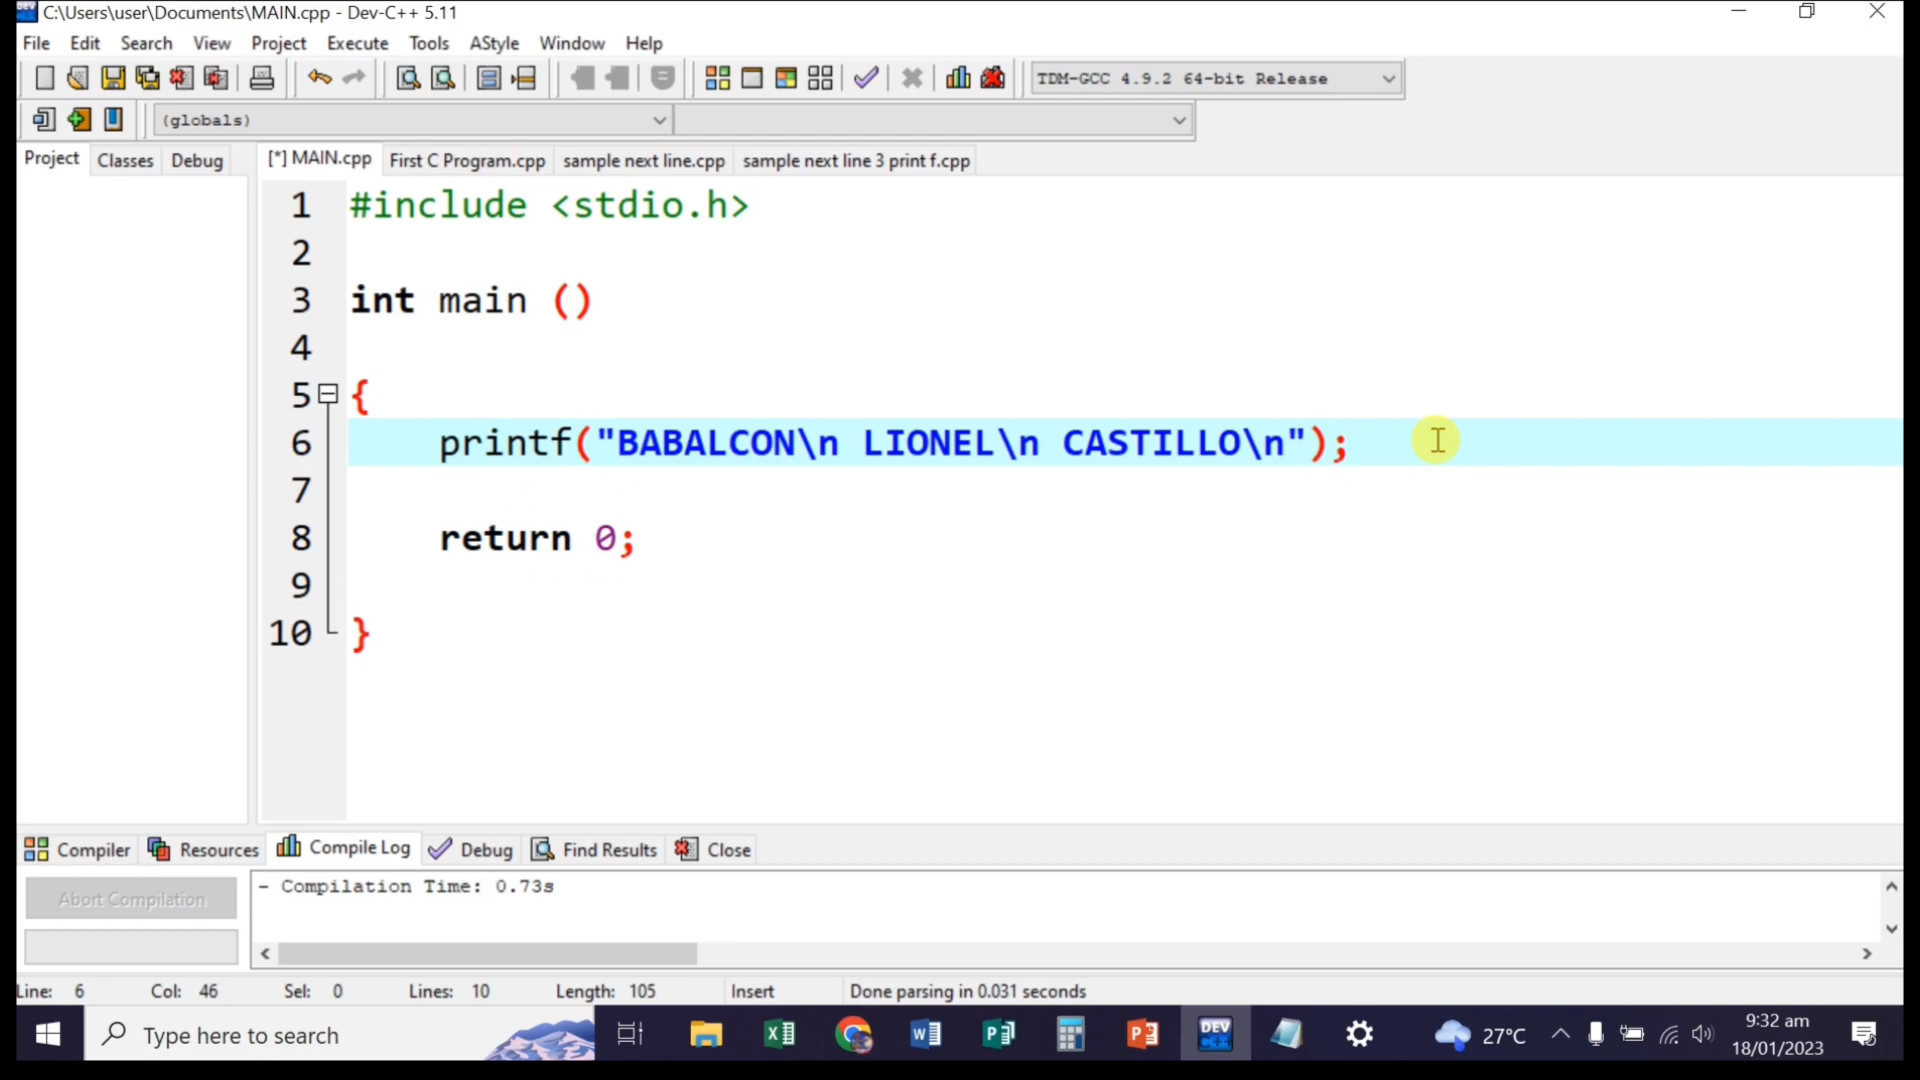 C:\Users\user\Documents\MAIN.cpp - Dev-C++ 5.11
File Edit Search View Project Execute Tools AStyle Window Help
TDM-GCC 4.9.2 64-bit Release
(globals)
Project Classes Debug [*] MAIN.cpp First C Program.cpp sample next line.cpp sample next line 3 print f.cpp
1 #include <stdio.h>
2
3 int main ()
4
5 {
6 printf("BABALCON\n LIONEL\n CASTILLO\n");
7
8 return 0;
9
10 }
Compiler Resources Compile Log Debug Find Results Close
Abort Compilation
- Compilation Time: 0.73s
Line: 6 Col: 46 Sel: 0 Lines: 10 Length: 105 Insert Done parsing in 0.031 seconds
Type here to search
DEV C++
27°C
9:32 am
18/01/2023